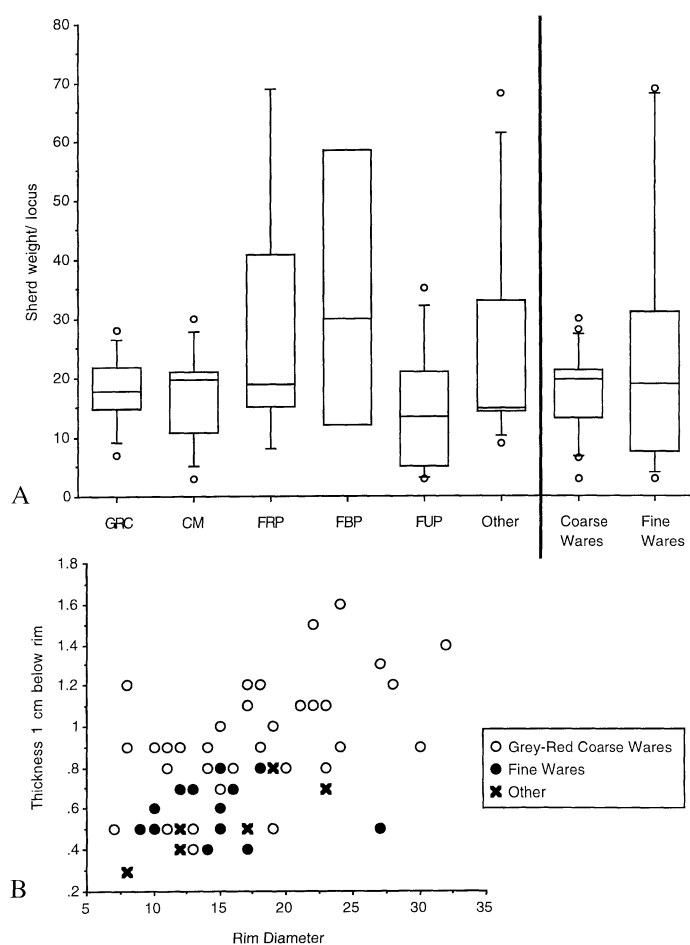 80
70
60
50
40
30
20
10
0
Sherd weight/ locus
A
GRC CM FRP FBP FUP Other Coarse Wares Fine Wares
B
1.8
1.6
1.4
1.2
1
.8
.6
.4
.2
Thickness 1 cm below rim
5 10 15 20 25 30 35
Rim Diameter
Grey-Red Coarse Wares
Fine Wares
Other